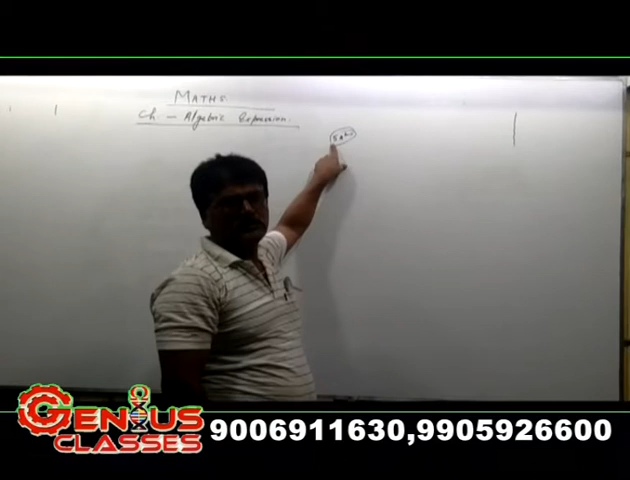 MATHS
Ch - Algebraic Expression
GENIUS
CLASSES
9006911630,9905926600